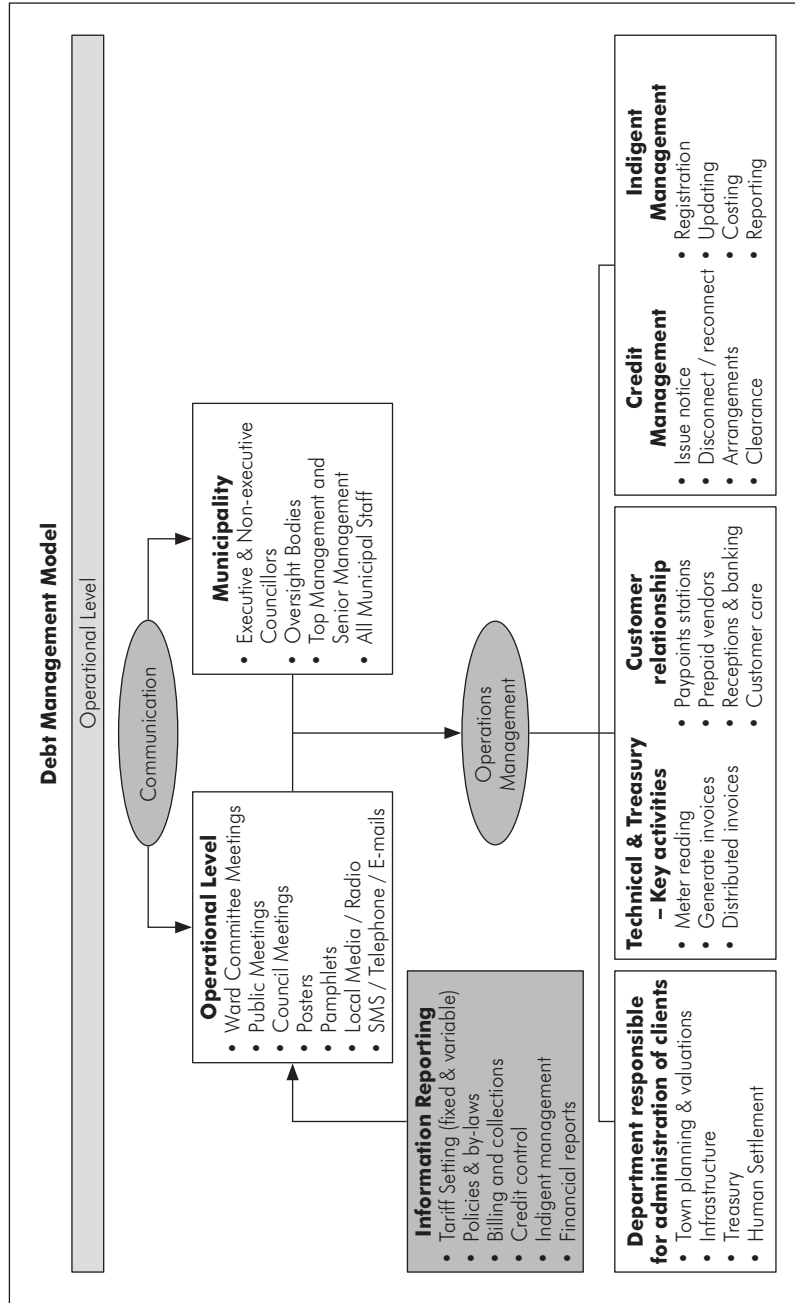 Debt Management Model
Operational Level
Communication
Operational Level
• Ward Committee Meetings
• Public Meetings
• Council Meetings
• Posters
• Pamphlets
• Local Media / Radio
• SMS / Telephone / E-mails
Municipality
• Executive & Non-executive
Councillors
• Oversight Bodies
• Top Management and
Senior Management
• All Municipal Staff
Information Reporting
• Tariff Setting (fixed & variable)
• Policies & by-laws
• Billing and collections
• Credit control
• Indigent management
• Financial reports
Operations
Management
Department responsible
for administration of clients
• Town planning & valuations
• Infrastructure
• Treasury
• Human Settlement
Technical & Treasury
– Key activities
• Meter reading
• Generate invoices
• Distributed invoices
Customer
relationship
• Paypoints stations
• Prepaid vendors
• Receptions & banking
• Customer care
Credit
Management
• Issue notice
• Disconnect / reconnect
• Arrangements
• Clearance
Indigent
Management
• Registration
• Updating
• Costing
• Reporting